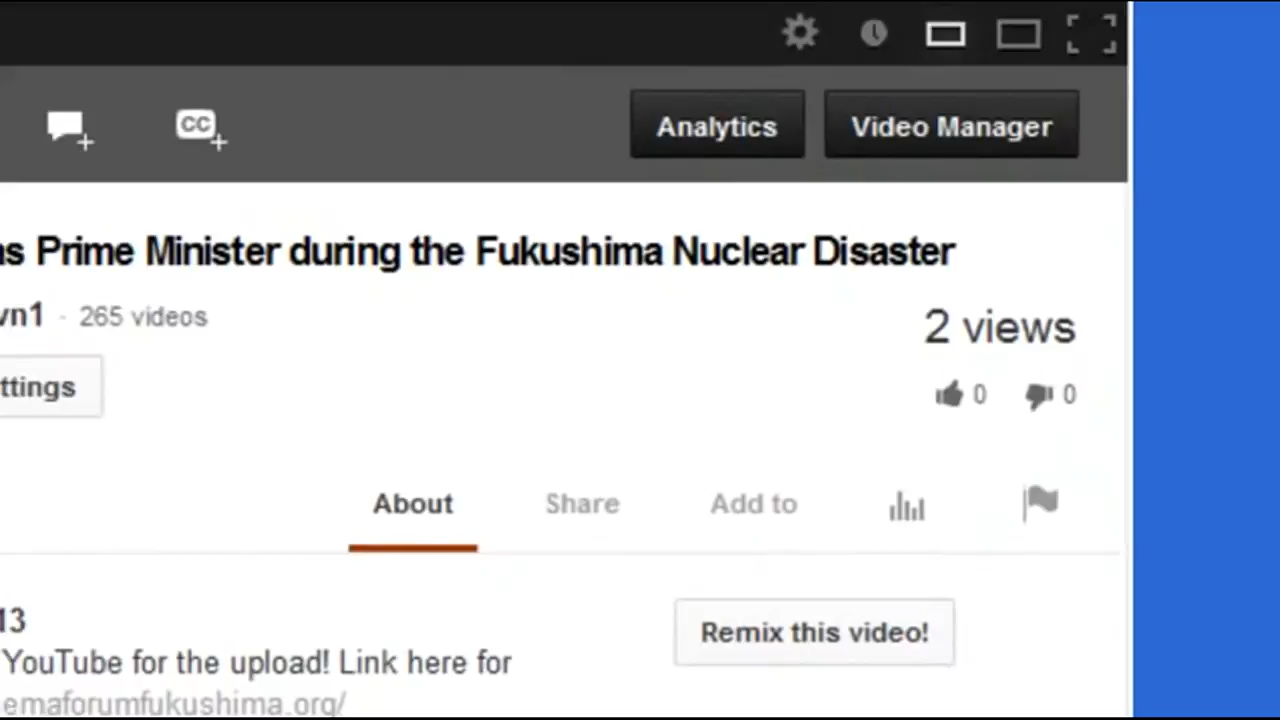 CC
Analytics
Video Manager
as Prime Minister during the Fukushima Nuclear Disaster
vn1 · 265 videos
2 views
ttings
0 0
About Share Add to
13
Remix this video!
YouTube for the upload! Link here for
emaforumfukushima.org/